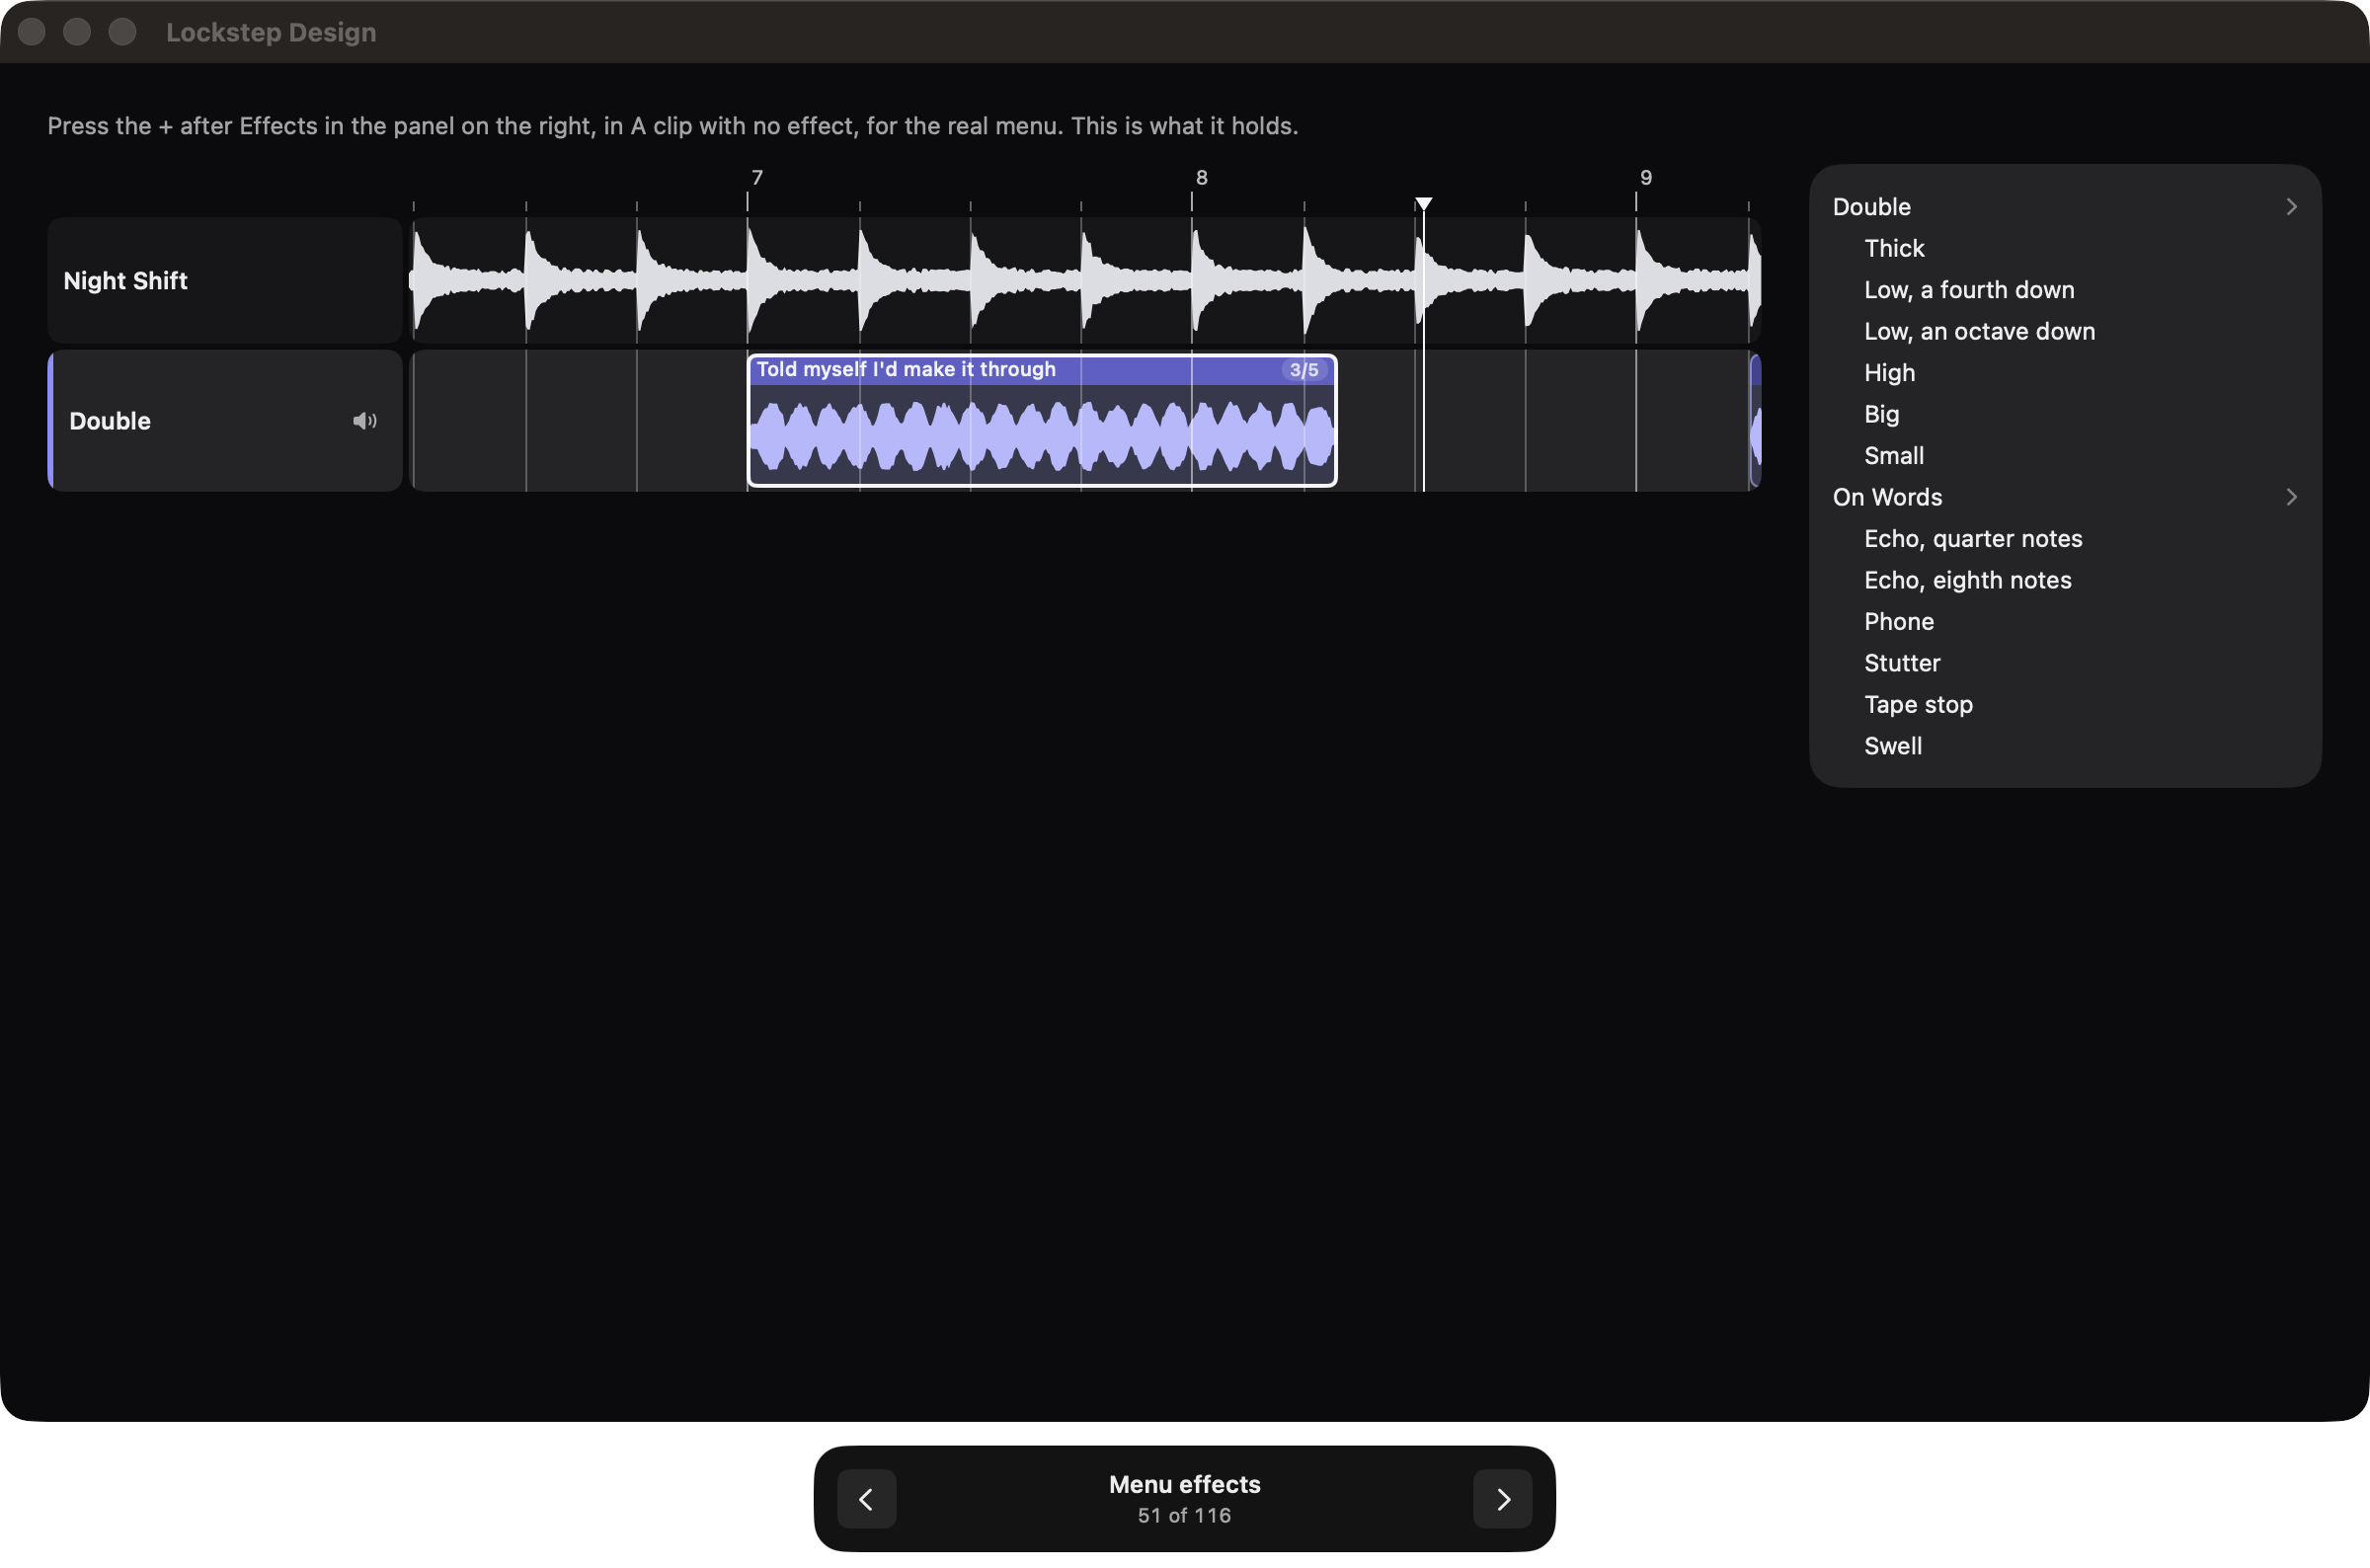 Lockstep Design
Press the + after Effects in the panel on the right, in A clip with no effect, for the real menu. This is what it holds.
7 8 9
Night Shift
Double
Told myself I'd make it through 3/5
Double
Thick
Low, a fourth down
Low, an octave down
High
Big
Small
On Words
Echo, quarter notes
Echo, eighth notes
Phone
Stutter
Tape stop
Swell
Menu effects
51 of 116